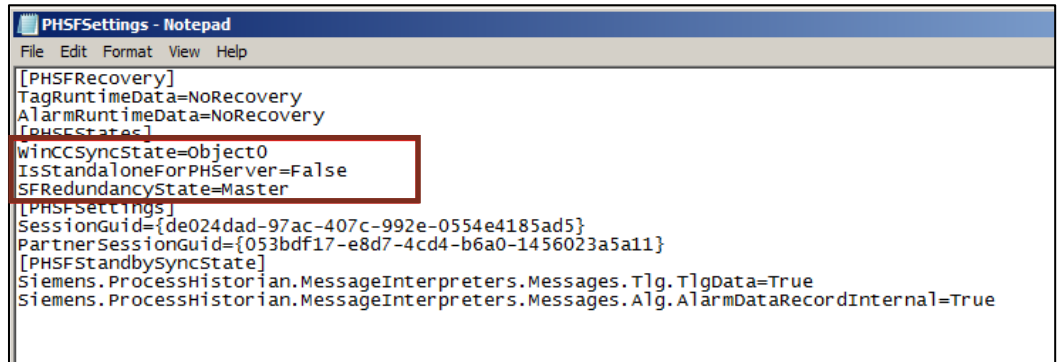 PHSFSettings - Notepad
File Edit Format View Help
[PHSFRecovery]
TagRuntimeData=NoRecovery
AlarmRuntimeData=NoRecovery
[PHSFStates]
WinCCSyncState=Object0
IsStandaloneForPHServer=False
SFRedundancyState=Master
[PHSFSettings]
SessionGuid={de024dad-97ac-407c-992e-0554e4185ad5}
PartnerSessionGuid={053bdf17-e8d7-4cd4-b6a0-1456023a5a11}
[PHSFStandbySyncState]
Siemens.ProcessHistorian.MessageInterpreters.Messages.Tlg.TlgData=True
Siemens.ProcessHistorian.MessageInterpreters.Messages.Alg.AlarmDataRecordInternal=True